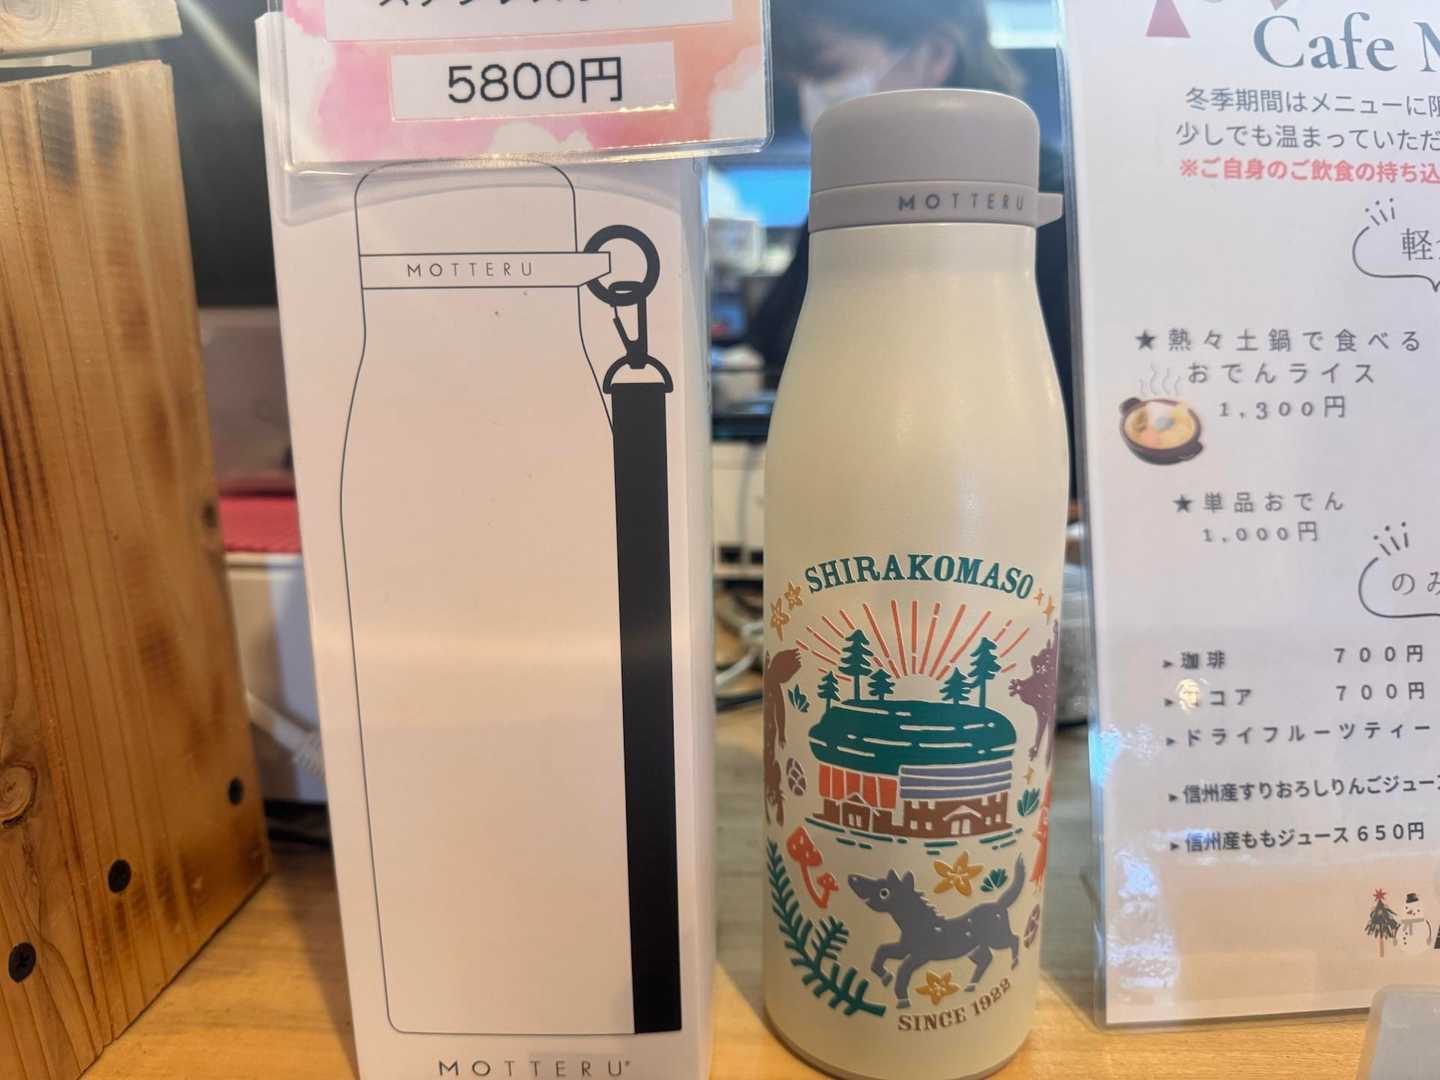 5800円
MOTTERU
MOTTERU
MOTTERU
SHIRAKOMASO
SINCE 1922
Cafe
冬季期間はメニューに
少しでも温まっていただ
※ご自身のご飲食の持ち込
軽
★熱々土鍋で食べる
おでんライス
1,300円
★単品おでん
1,000円
のみ
▸珈琲 700円
コア 700円
▸ドライフルーツティー
▸信州産すりおろしりんごジュー
▸信州産ももジュース650円